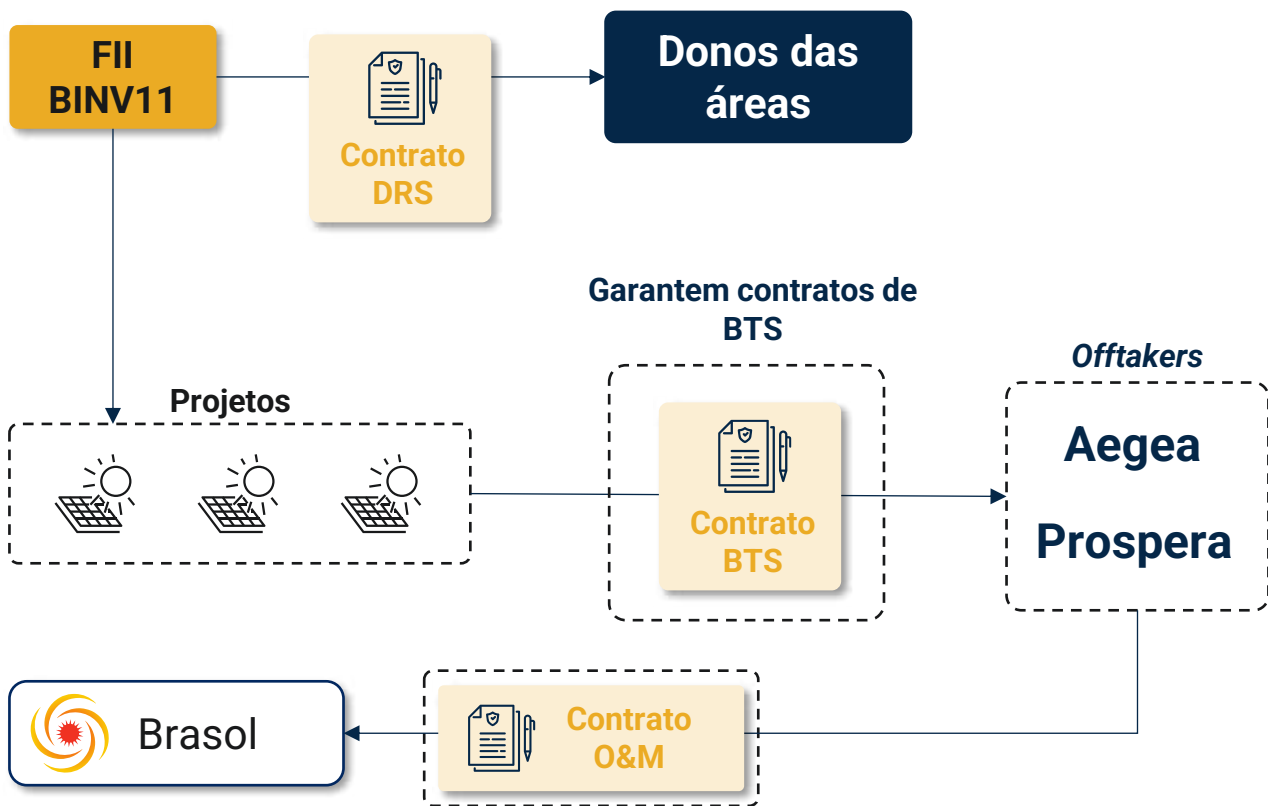 FII
BINV11
Contrato
DRS
Donos das
áreas
Garantem contratos de
BTS
Offtakers
Projetos
Aegea
Prospera
Contrato
BTS
Brasol
Contrato
O&M